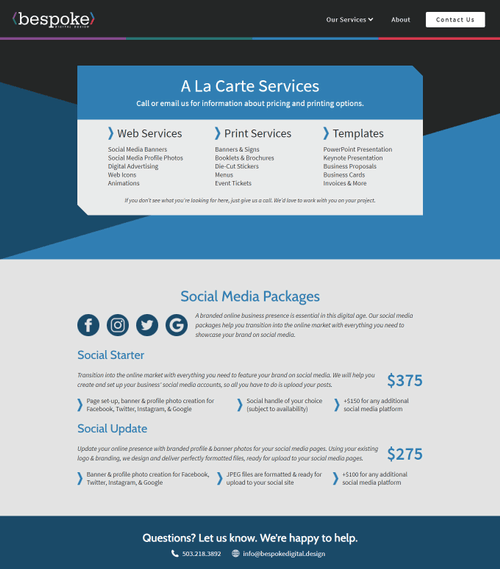 bespoke
DIGITAL DESIGN
Our Services
About
Contact Us
A La Carte Services
Call or email us for information about pricing and printing options.
Web Services
Social Media Banners
Social Media Profile Photos
Digital Advertising
Web Icons
Animations
Print Services
Banners & Signs
Booklets & Brochures
Die-Cut Stickers
Menus
Event Tickets
Templates
PowerPoint Presentation
Keynote Presentation
Business Proposals
Business Cards
Invoices & More
If you don't see what you're looking for here, just give us a call. We'd love to work with you on your project.
Social Media Packages
A branded online business presence is essential in this digital age. Our social media
packages help you transition into the online market with everything you need to
showcase your brand on social media.
Social Starter
Transition into the online market with everything you need to feature your brand on social media. We will help you
create and set up your business' social media accounts, so all you have to do is upload your posts.
$375
Page set-up, banner & profile photo creation for
Facebook, Twitter, Instagram, & Google
Social handle of your choice
(subject to availability)
+$150 for any additional
social media platform
Social Update
Update your online presence with branded profile & banner photos for your social media pages. Using your existing
logo & branding, we design and deliver perfectly formatted files, ready for upload to your social media pages.
$275
Banner & profile photo creation for Facebook,
Twitter, Instagram, & Google
JPEG files are formatted & ready for
upload to your social site
+$100 for any additional
social media platform
Questions? Let us know. We're happy to help.
503.218.3892
info@bespokedigital.design